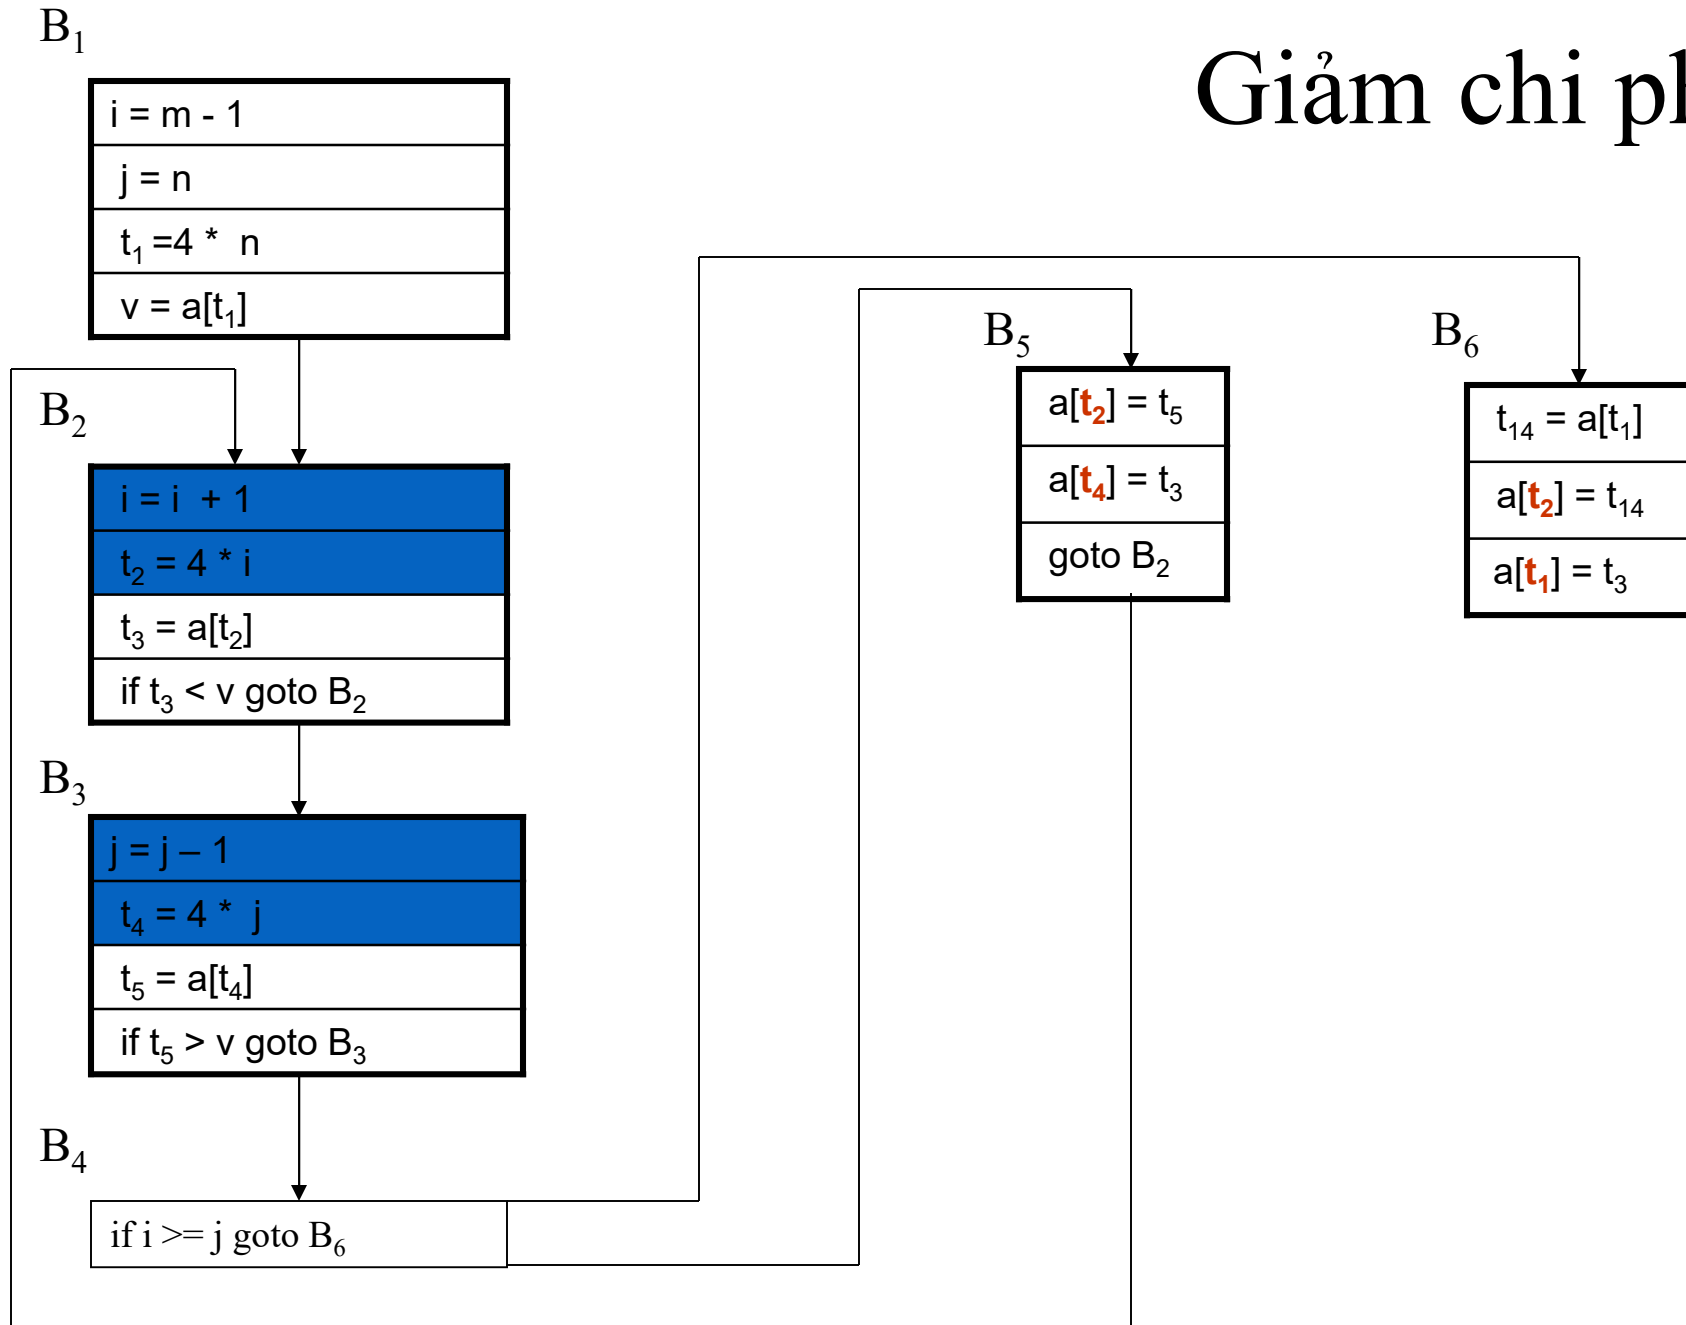 Giảm chi
B₁
i = m - 1
j = n
t₁ =4 * n
v = a[t₁]
B₂
i = i + 1
t₂ = 4 * i
t₃ = a[t₂]
if t₃ < v goto B₂
B₃
j = j – 1
t₄ = 4 * j
t₅ = a[t₄]
if t₅ > v goto B₃
B₄
if i >= j goto B₆
B₅
a[t₂] = t₅
a[t₄] = t₃
goto B₂
B₆
t₁₄ = a[t₁]
a[t₂] = t₁₄
a[t₁] = t₃